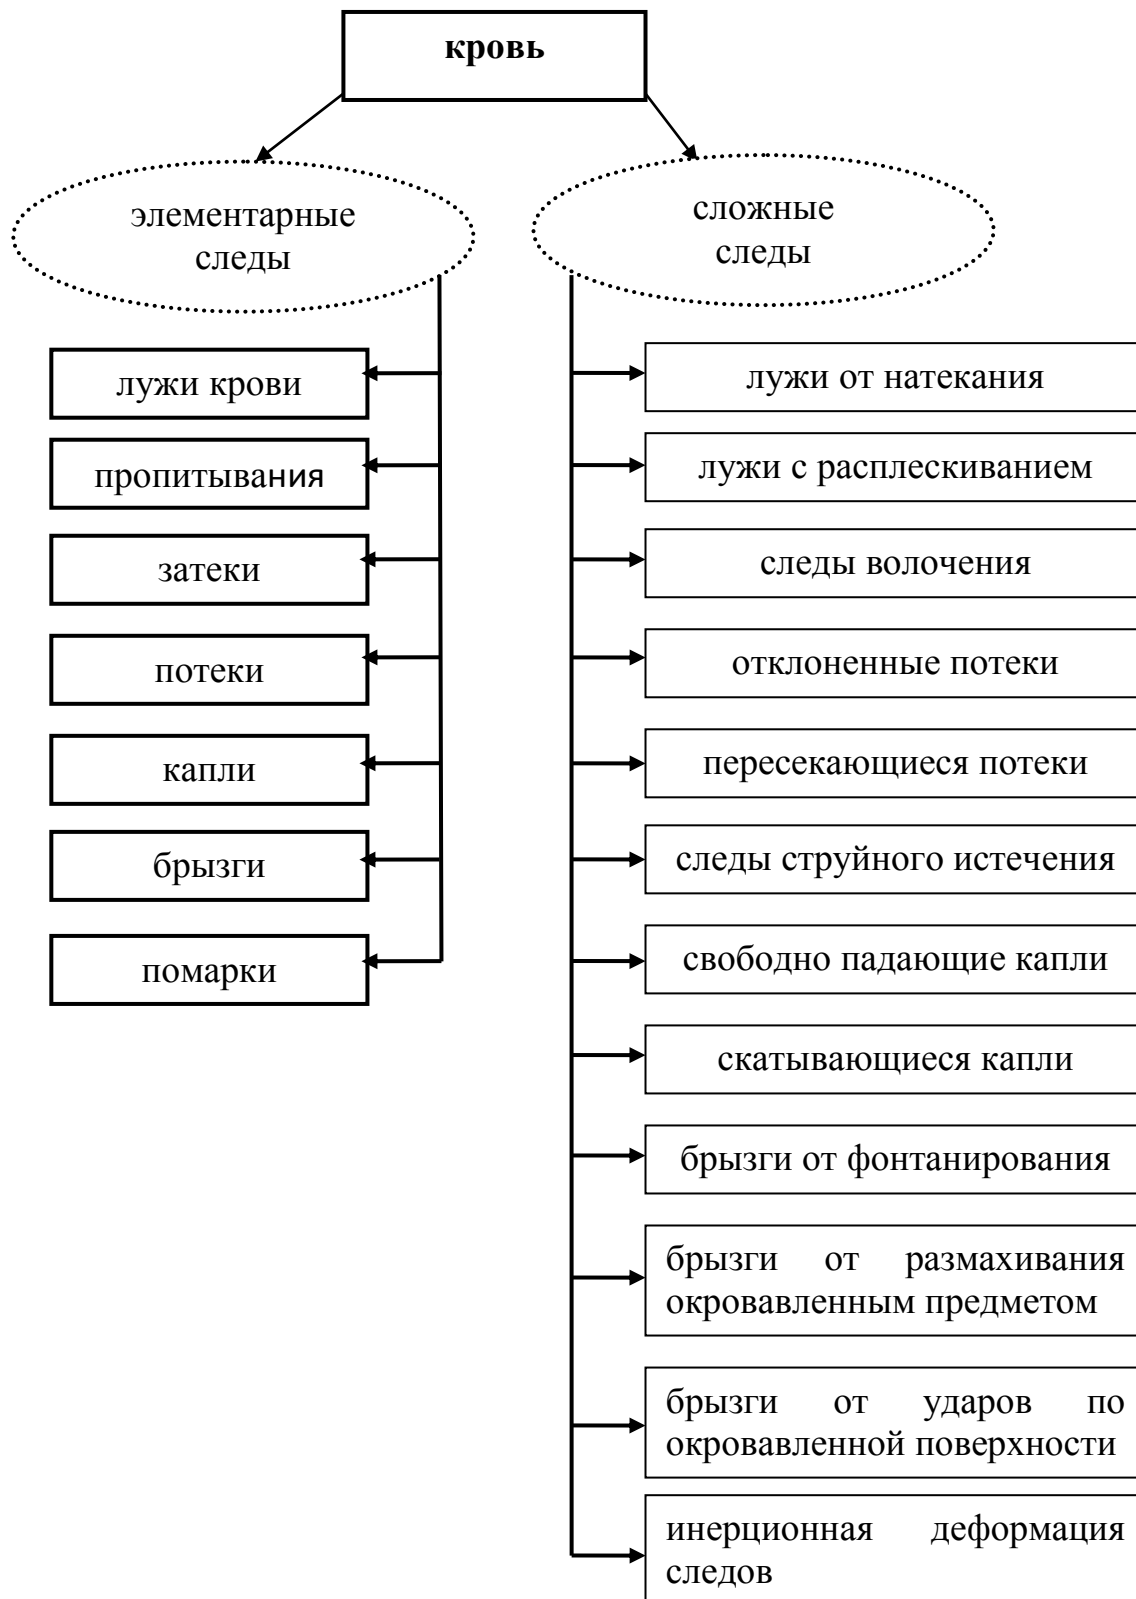 кровь
элементарные
следы
лужи крови
пропитывания
затеки
потеки
капли
брызги
помарки
сложные
следы
лужи от натекания
лужи с расплескиванием
следы волочения
отклоненные потеки
пересекающиеся потеки
следы струйного истечения
свободно падающие капли
скатывающиеся капли
брызги от фонтанирования
брызги от размахивания
окровавленным предметом
брызги от ударов по
окровавленной поверхности
инерционная деформация
следов